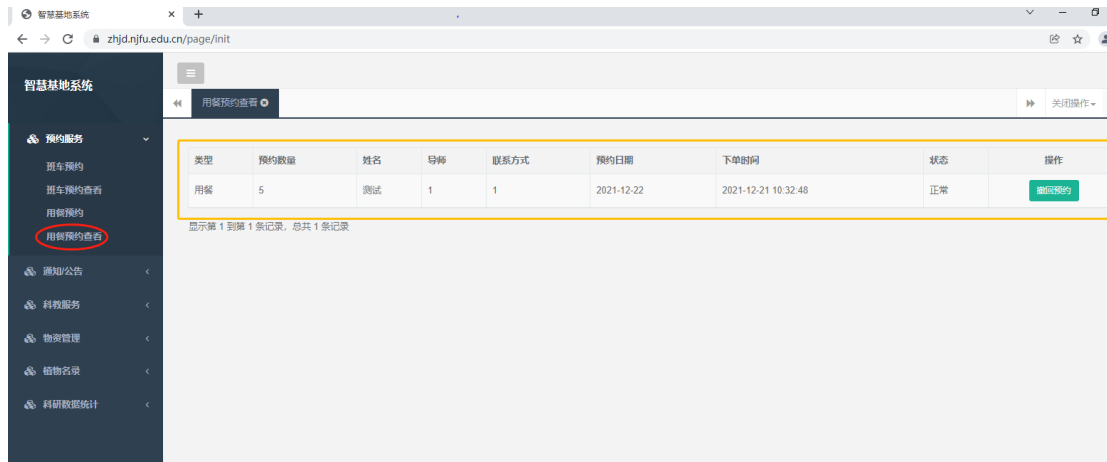 智慧基地系统
zhjd.njfu.edu.cn/page/init
智慧基地系统
用餐预约查看
关闭操作
预约服务
班车预约
班车预约查看
用餐预约
用餐预约查看
通知/公告
科教服务
物资管理
植物名录
科研数据统计
类型 预约数量 姓名 导师 联系方式 预约日期 下单时间 状态 操作
用餐 5 测试 1 1 2021-12-22 2021-12-21 10:32:48 正常 撤回预约
显示第 1 到第 1 条记录，总共 1 条记录